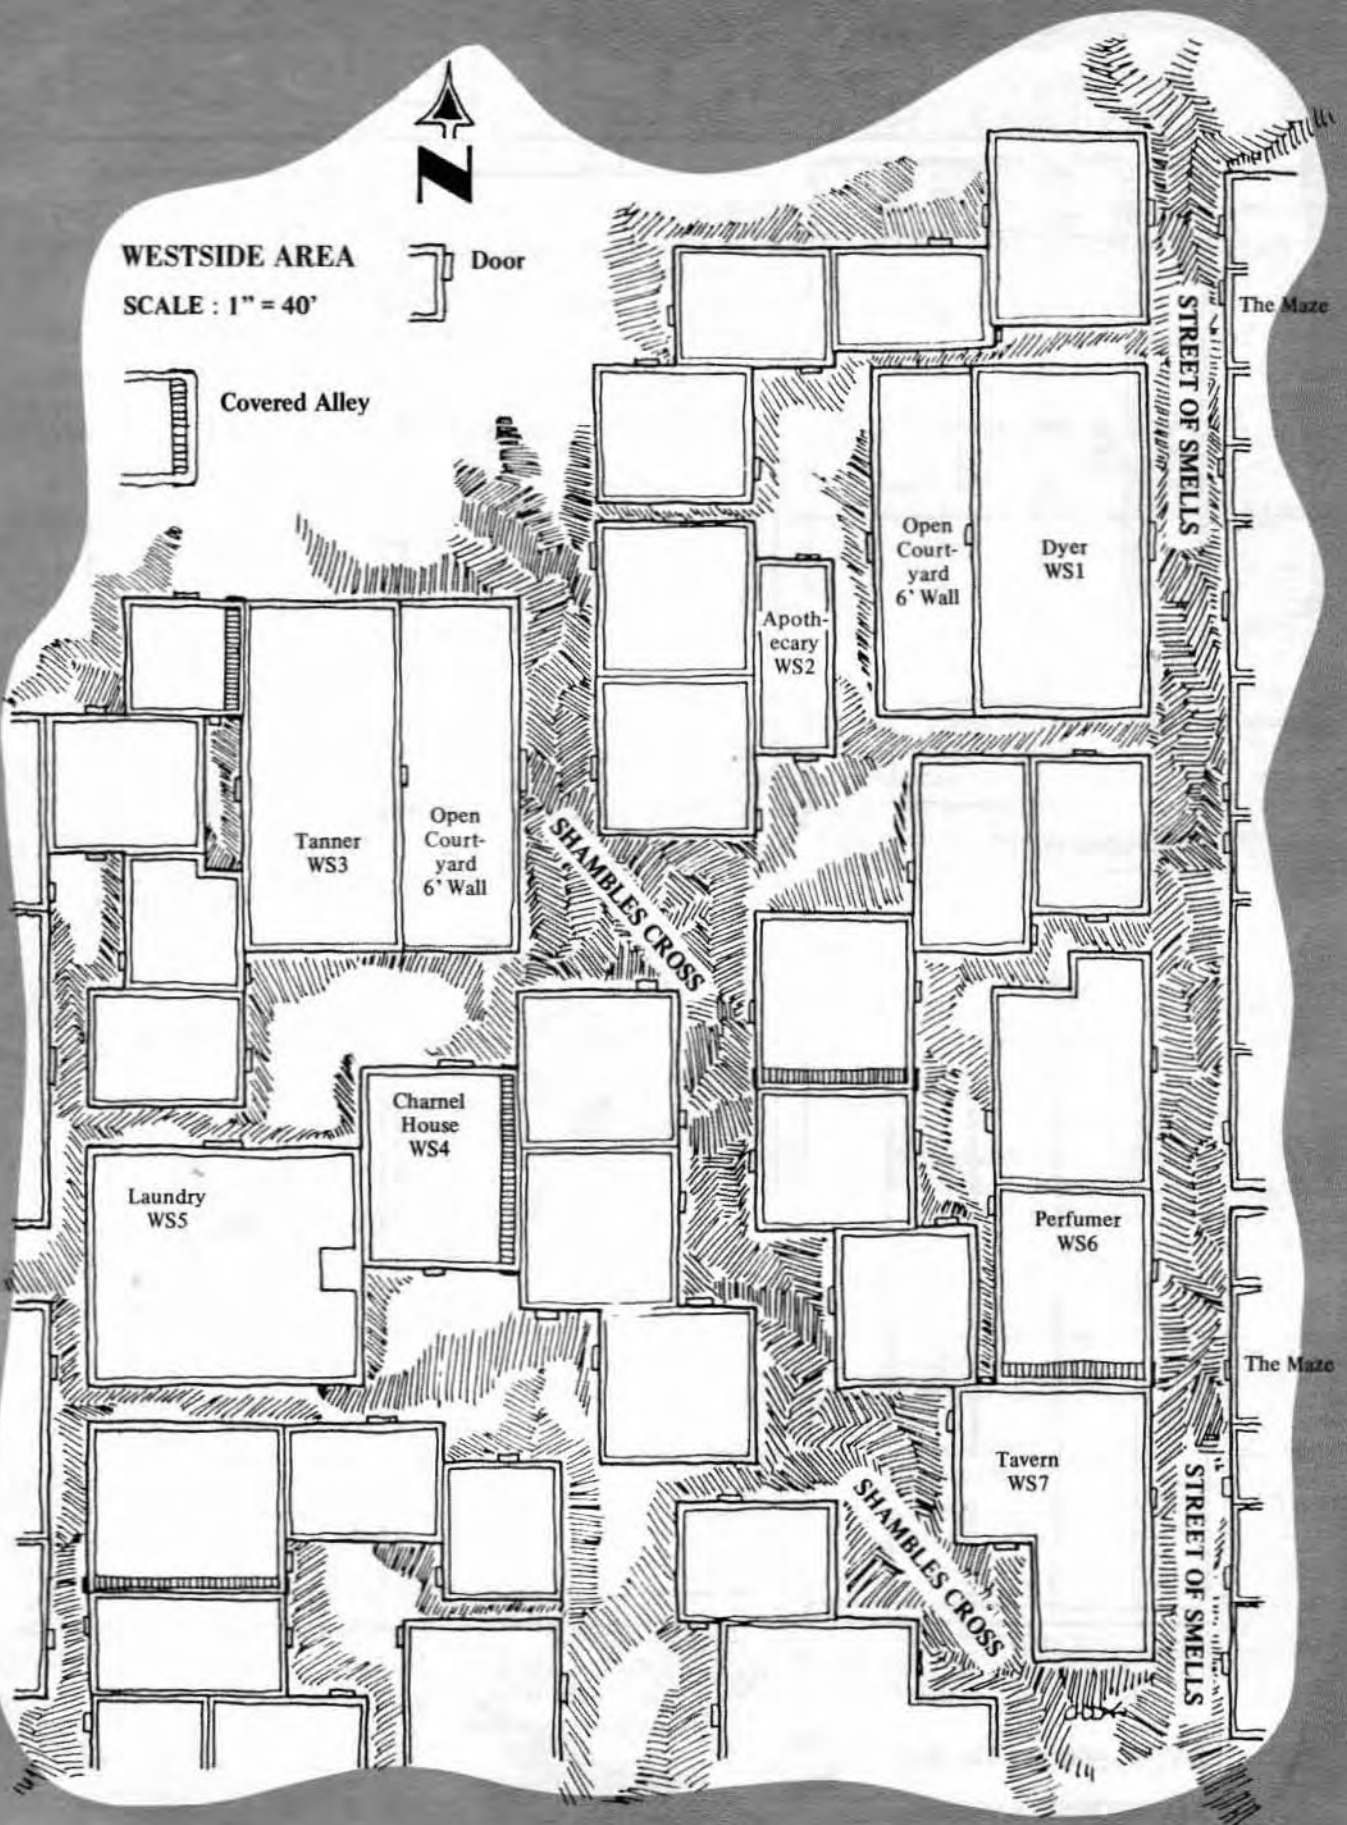 N
WESTSIDE AREA
SCALE : 1" = 40'
Door
Covered Alley
The Maze
STREET OF SMELLS
Open
Court-
yard
6' Wall
Dyer
WS1
Apoth-
ecary
WS2
Tanner
WS3
Open
Court-
yard
6' Wall
SHAMBLES CROSS
Charnel
House
WS4
Laundry
WS5
Perfumer
WS6
The Maze
Tavern
WS7
SHAMBLES CROSS
STREET OF SMELLS